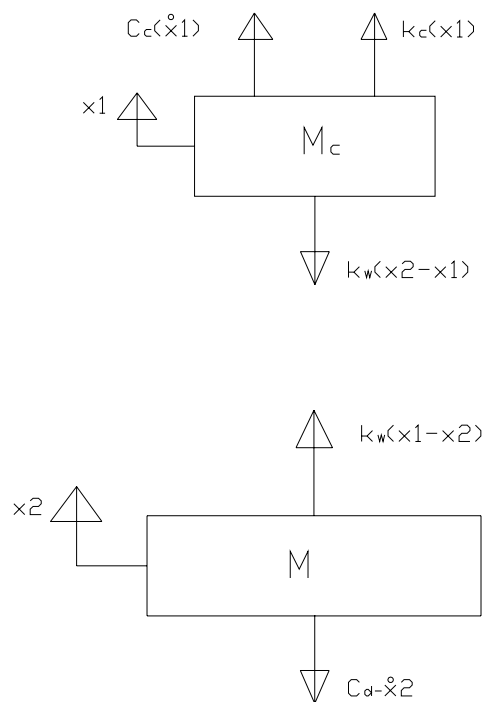 Cc(x̊1)
kc(x1)
x1
Mc
kw(x2-x1)
kw(x1-x2)
x2
M
Cd-x̊2